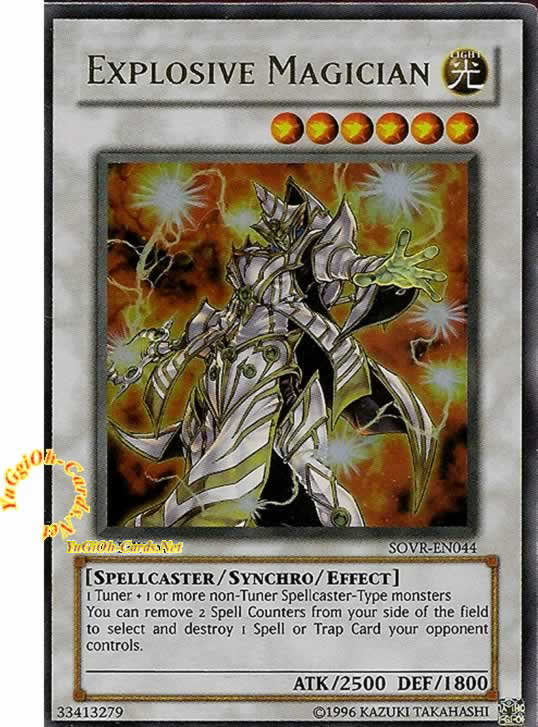 EXPLOSIVE MAGICIAN
LIGHT
光
YuGgiOh-Cards.Net
YuGiOh-Cards.Net
SOVR-EN044
[SPELLCASTER/SYNCHRO/EFFECT]
1 Tuner + 1 or more non-Tuner Spellcaster-Type monsters
You can remove 2 Spell Counters from your side of the field
to select and destroy 1 Spell or Trap Card your opponent
controls.
ATK/2500 DEF/1800
33413279
©1996 KAZUKI TAKAHASHI